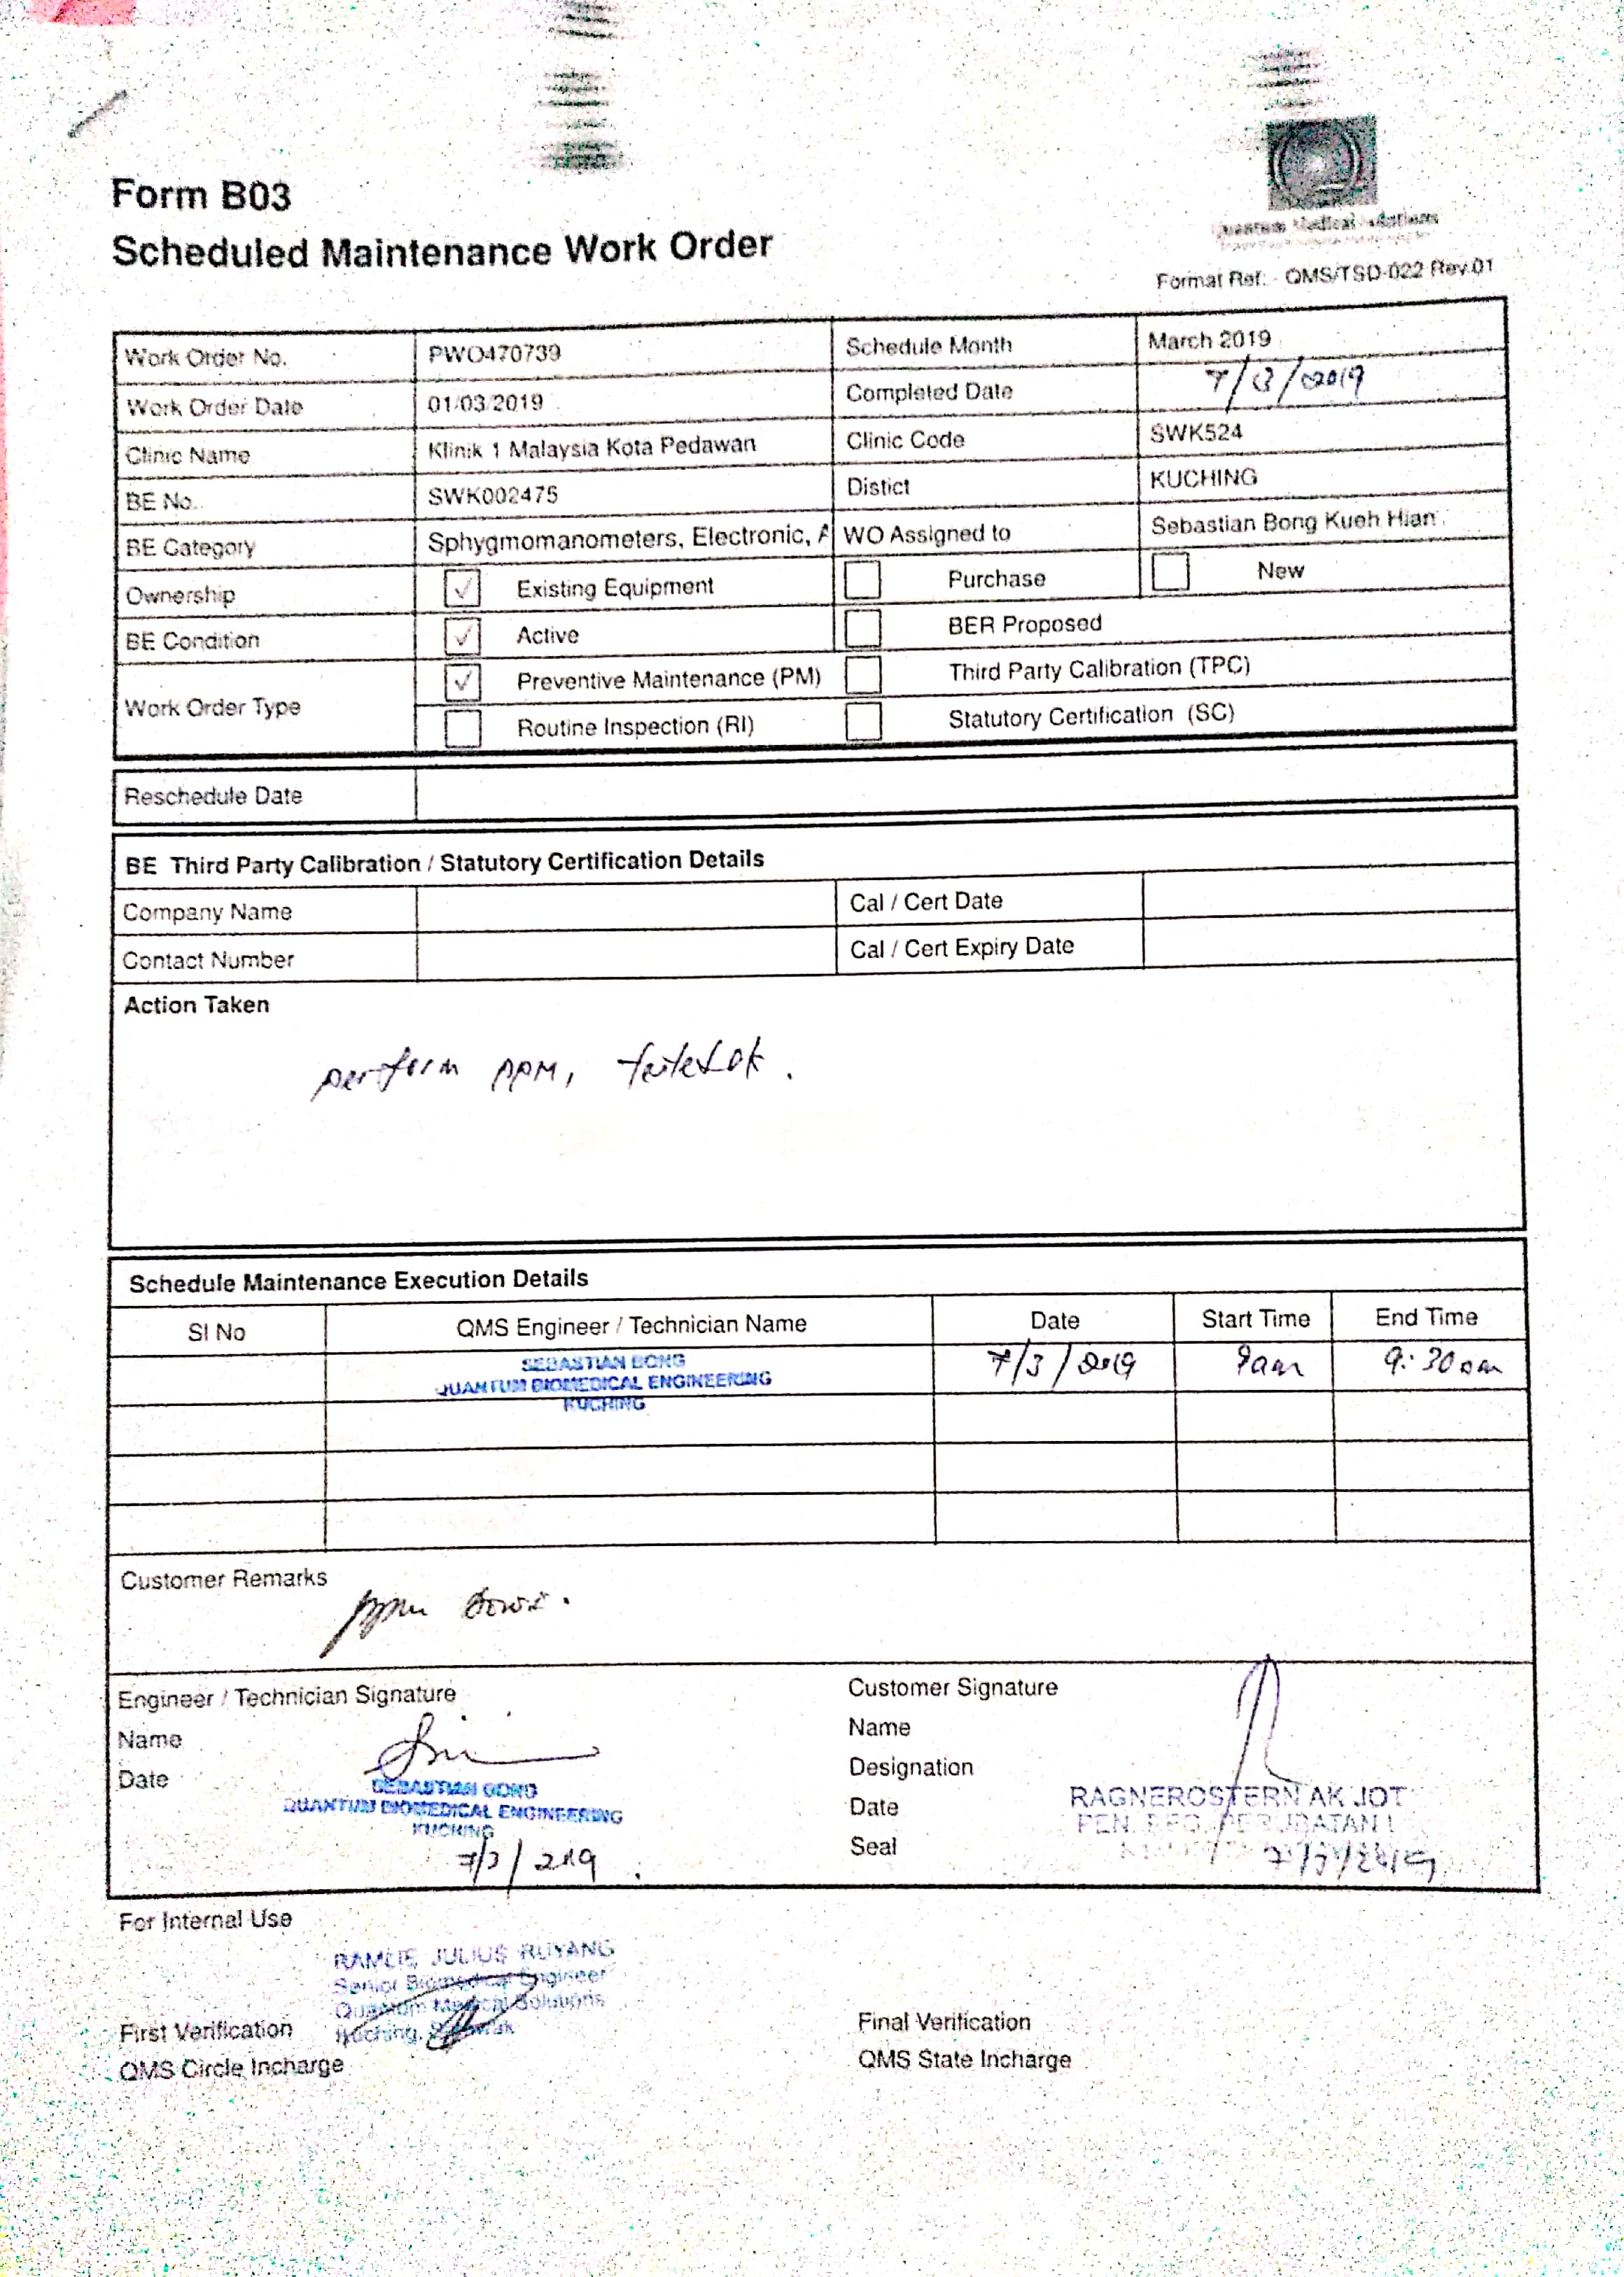 Form B03
Scheduled Maintenance Work Order
Quantum Medical Solutions
Format Ref: - QMS/TSD-022 Rev.01
Work Order No. PWO470739 Schedule Month March 2019
Work Order Date 01/03/2019 Completed Date 7/3/2019
Clinic Name Klinik 1 Malaysia Kota Pedawan Clinic Code SWK524
BE No. SWK002475 Distict KUCHING
BE Category Sphygmomanometers, Electronic, A WO Assigned to Sebastian Bong Kueh Hian
Ownership ✓ Existing Equipment Purchase New
BE Condition ✓ Active BER Proposed
Work Order Type ✓ Preventive Maintenance (PM) Third Party Calibration (TPC)
Routine Inspection (RI) Statutory Certification (SC)
Reschedule Date
BE Third Party Calibration / Statutory Certification Details
Company Name Cal / Cert Date
Contact Number Cal / Cert Expiry Date
Action Taken
perform PPM, tested ok.
Schedule Maintenance Execution Details
SI No QMS Engineer / Technician Name Date Start Time End Time
SEBASTIAN BONG 7/3/2019 9am 9:30am
QUANTUM BIOMEDICAL ENGINEERING
KUCHING
Customer Remarks
ppm done.
Engineer / Technician Signature Customer Signature
Name Name
Date Designation
SEBASTIAN BONG
QUANTUM BIOMEDICAL ENGINEERING
KUCHING
7/3/2019
Date RAGNEROSTERN AK JOT
Seal 7/3/2019
For Internal Use
RAMLIE JULIUS RUYANG
Senior Biomedical Engineer
Quantum Medical Solutions
Kuching, Sarawak
First Verification Final Verification
QMS Circle Incharge QMS State Incharge